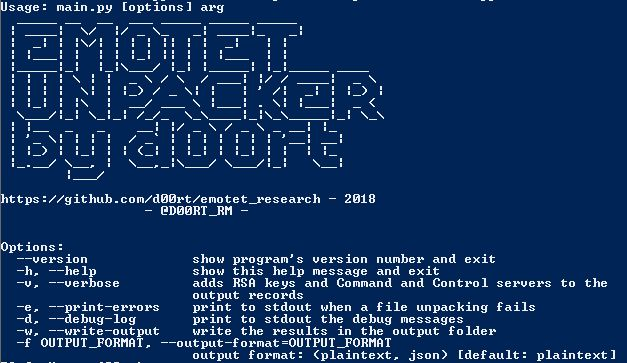 Usage: main.py [options] arg
EMOTET
UNPACKER
by d00rt
https://github.com/d00rt/emotet_research - 2018
- @D00RT_RM -
Options:
--version show program's version number and exit
-h, --help show this help message and exit
-v, --verbose adds RSA keys and Command and Control servers to the
output records
-e, --print-errors print to stdout when a file unpacking fails
-d, --debug-log print to stdout the debug messages
-w, --write-output write the results in the output folder
-f OUTPUT_FORMAT, --output-format=OUTPUT_FORMAT
output format: (plaintext, json) [default: plaintext]